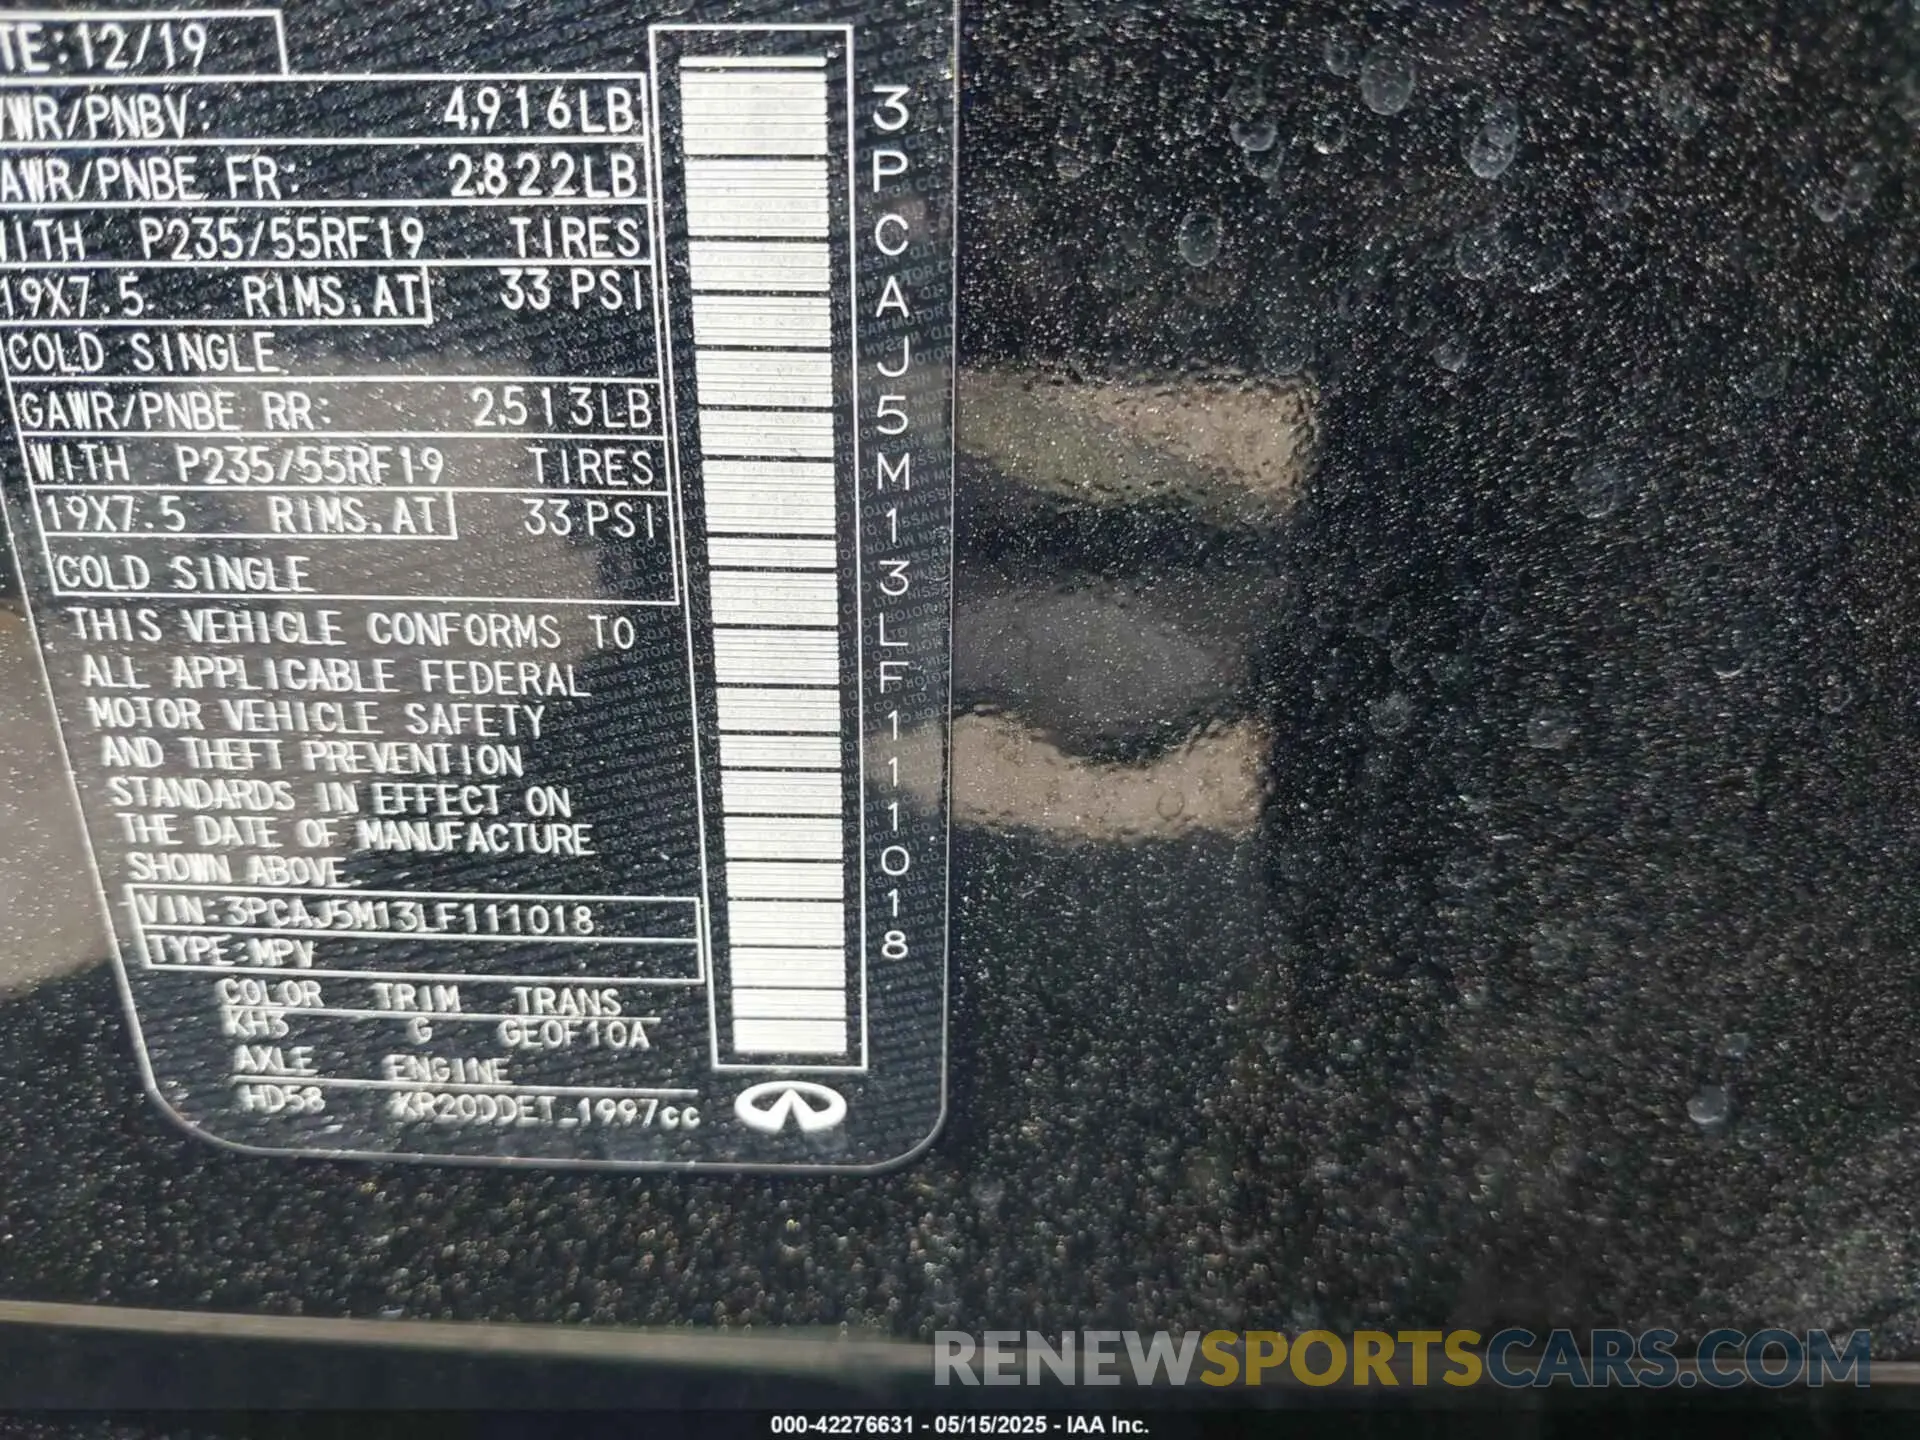 TE:12/19
WR/PNBV: 4,916LB
AWR/PNBE FR: 2,822LB
ITH P235/55RF19 TIRES
19X7.5 RIMS,AT 33 PSI
COLD SINGLE
GAWR/PNBE RR: 2,513LB
WITH P235/55RF19 TIRES
19X7.5 RIMS,AT 33 PSI
COLD SINGLE
THIS VEHICLE CONFORMS TO
ALL APPLICABLE FEDERAL
MOTOR VEHICLE SAFETY
AND THEFT PREVENTION
STANDARDS IN EFFECT ON
THE DATE OF MANUFACTURE
SHOWN ABOVE.
VIN:3PCAJ5M13LF111018
TYPE:MPV
COLOR TRIM TRANS
KH3 G GE0F10A
AXLE ENGINE
HD58 KR20DDET 1997cc
3PCAJ5M13LF111018
RENEWSPORTSCARS.COM
000-42276631 - 05/15/2025 - IAA Inc.